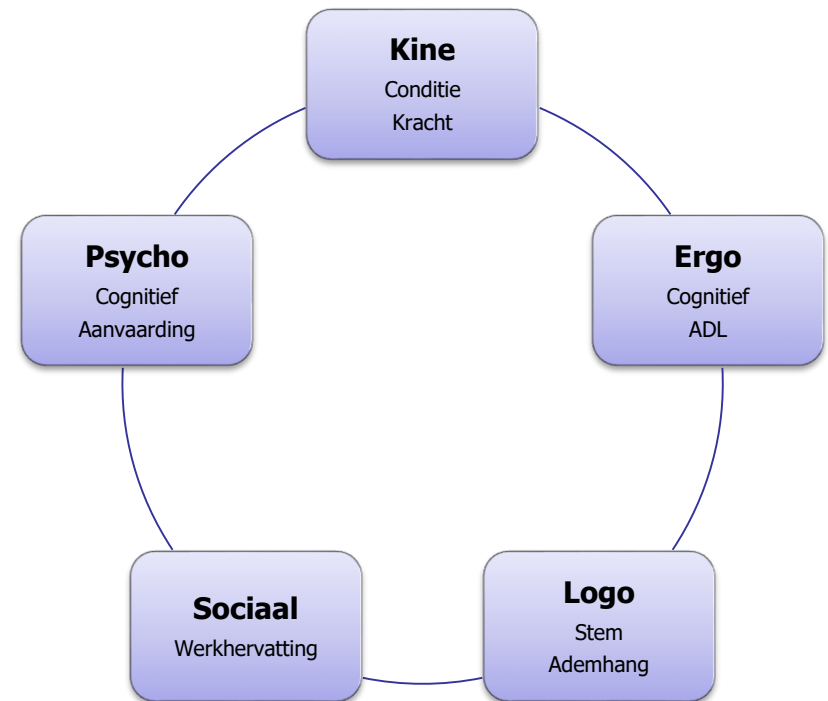 Kine
Conditie
Kracht
Ergo
Cognitief
ADL
Logo
Stem
Ademhang
Sociaal
Werkhervatting
Psycho
Cognitief
Aanvaarding